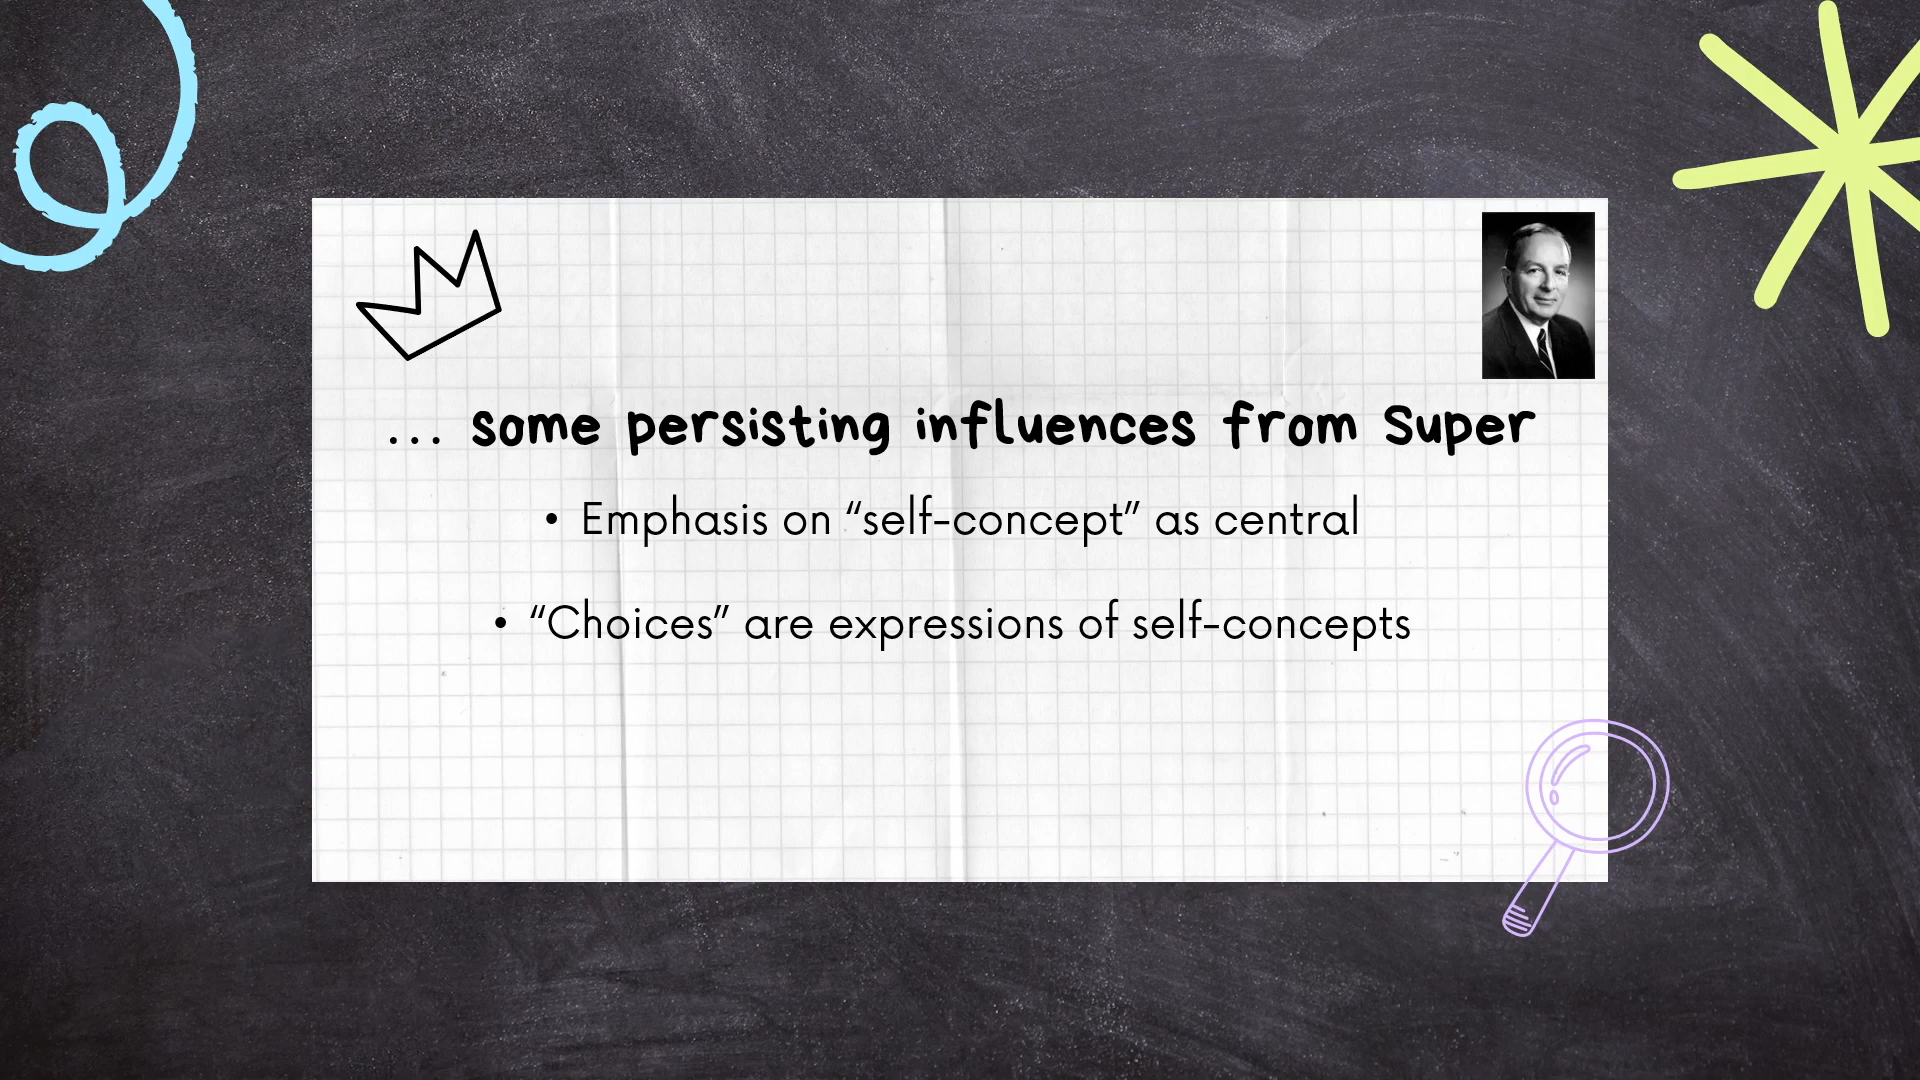 ... some persisting influences from Super
• Emphasis on “self-concept” as central
• “Choices” are expressions of self-concepts